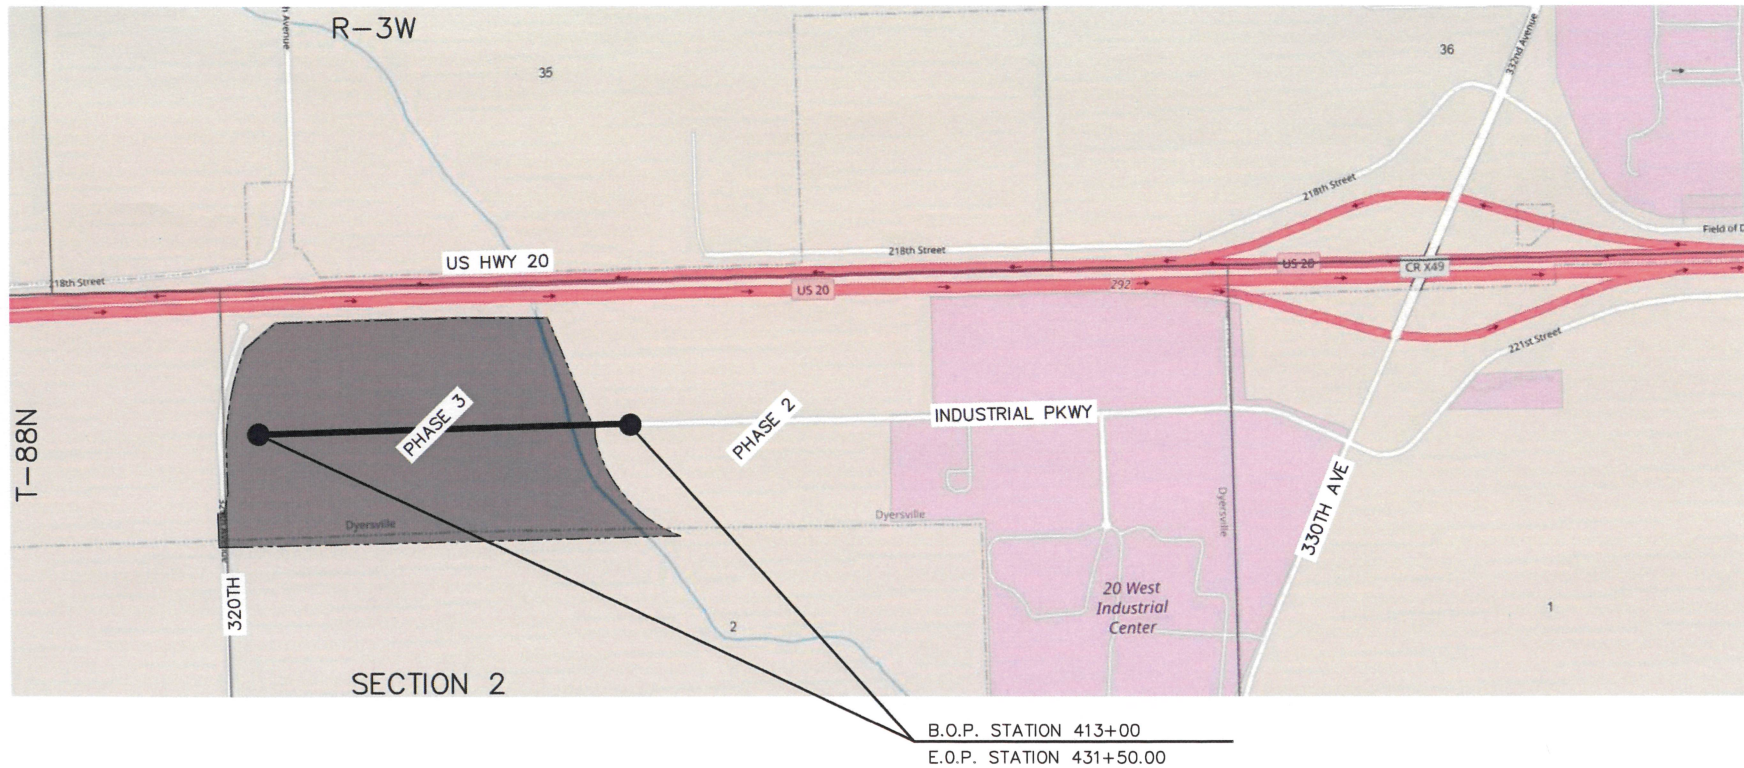 R-3W
35
36
332nd Avenue
h Avenue
218th Street
Field of D
218th Street
US HWY 20
US 20
CR X49
218th Street
US 20
292
221st Street
T-88N
PHASE 3
PHASE 2
INDUSTRIAL PKWY
Dyersville
Dyersville
Dyersville
330TH AVE
320TH
20 West
Industrial
Center
2
1
SECTION 2
B.O.P. STATION 413+00
E.O.P. STATION 431+50.00